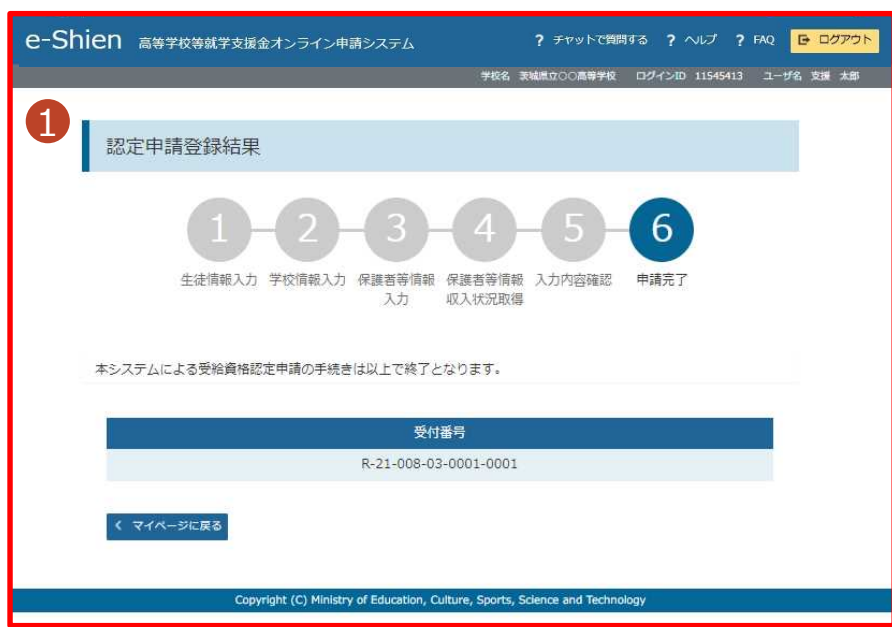 e-Shien 高等学校等就学支援金オンライン申請システム ? チャットで質問する ? ヘルプ ? FAQ ログアウト
学校名 茨城県立〇〇高等学校 ログインID 11545413 ユーザ名 支援 太郎
1
認定申請登録結果
1 2 3 4 5 6
生徒情報入力 学校情報入力 保護者等情報 保護者等情報 入力内容確認 申請完了
入力 収入状況取得
本システムによる受給資格認定申請の手続きは以上で終了となります。
受付番号
R-21-008-03-0001-0001
マイページに戻る
Copyright (C) Ministry of Education, Culture, Sports, Science and Technology